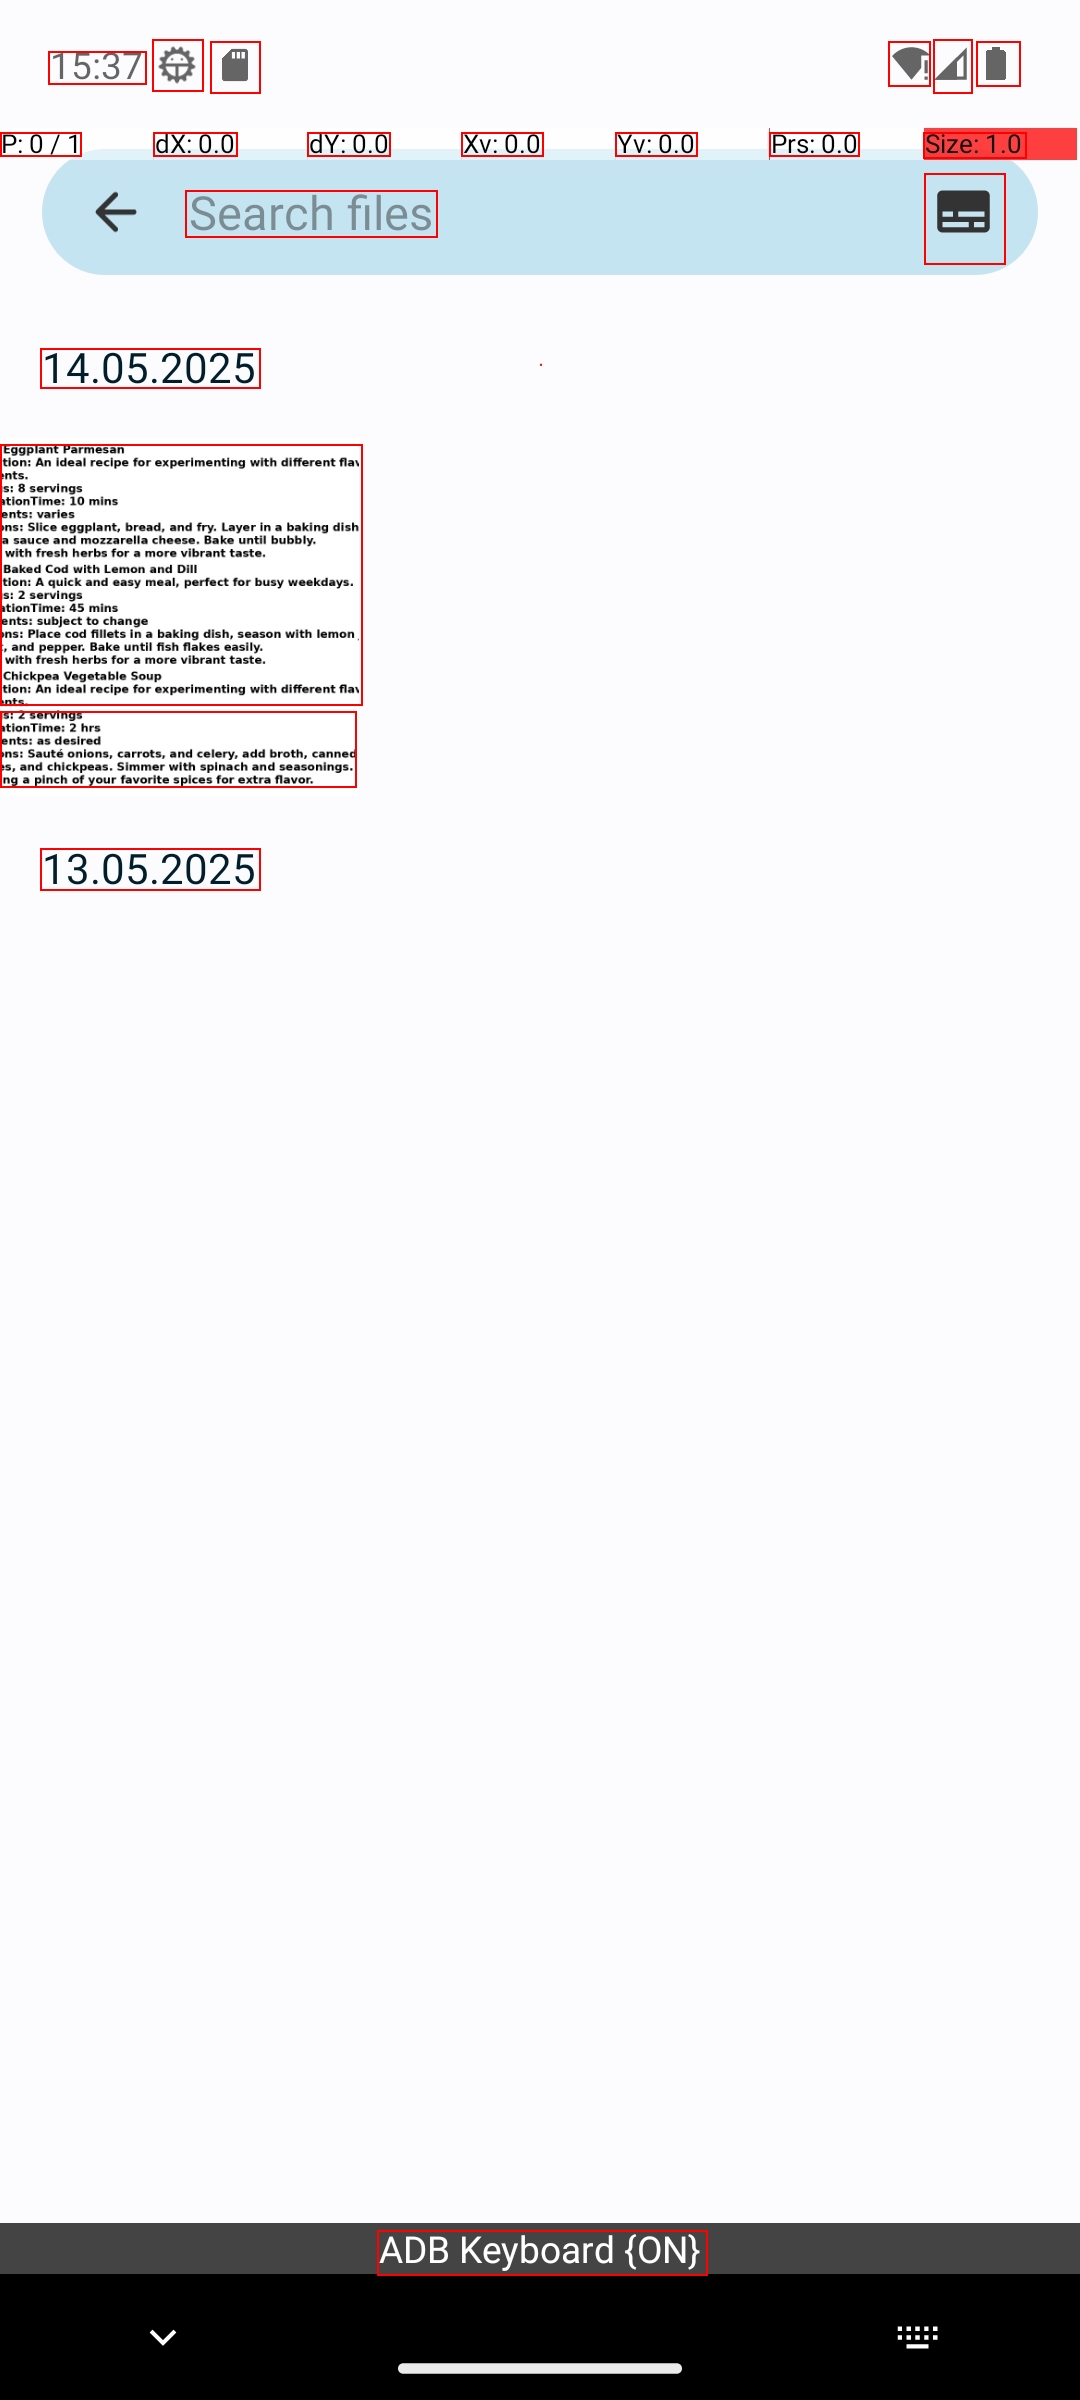 15:37
P: 0 / 1 dX: 0.0 dY: 0.0 Xv: 0.0 Yv: 0.0 Prs: 0.0 Size: 1.0
Search files
14.05.2025
Eggplant Parmesan
tion: An ideal recipe for experimenting with different flav
ents.
s: 8 servings
ationTime: 10 mins
ents: varies
ons: Slice eggplant, bread, and fry. Layer in a baking dish
a sauce and mozzarella cheese. Bake until bubbly.
with fresh herbs for a more vibrant taste.
Baked Cod with Lemon and Dill
tion: A quick and easy meal, perfect for busy weekdays.
s: 2 servings
ationTime: 45 mins
ents: subject to change
ons: Place cod fillets in a baking dish, season with lemon
, and pepper. Bake until fish flakes easily.
with fresh herbs for a more vibrant taste.
Chickpea Vegetable Soup
tion: An ideal recipe for experimenting with different flav
ents.
s: 2 servings
ationTime: 2 hrs
ents: as desired
ons: Sauté onions, carrots, and celery, add broth, canned
es, and chickpeas. Simmer with spinach and seasonings.
ng a pinch of your favorite spices for extra flavor.
13.05.2025
ADB Keyboard {ON}